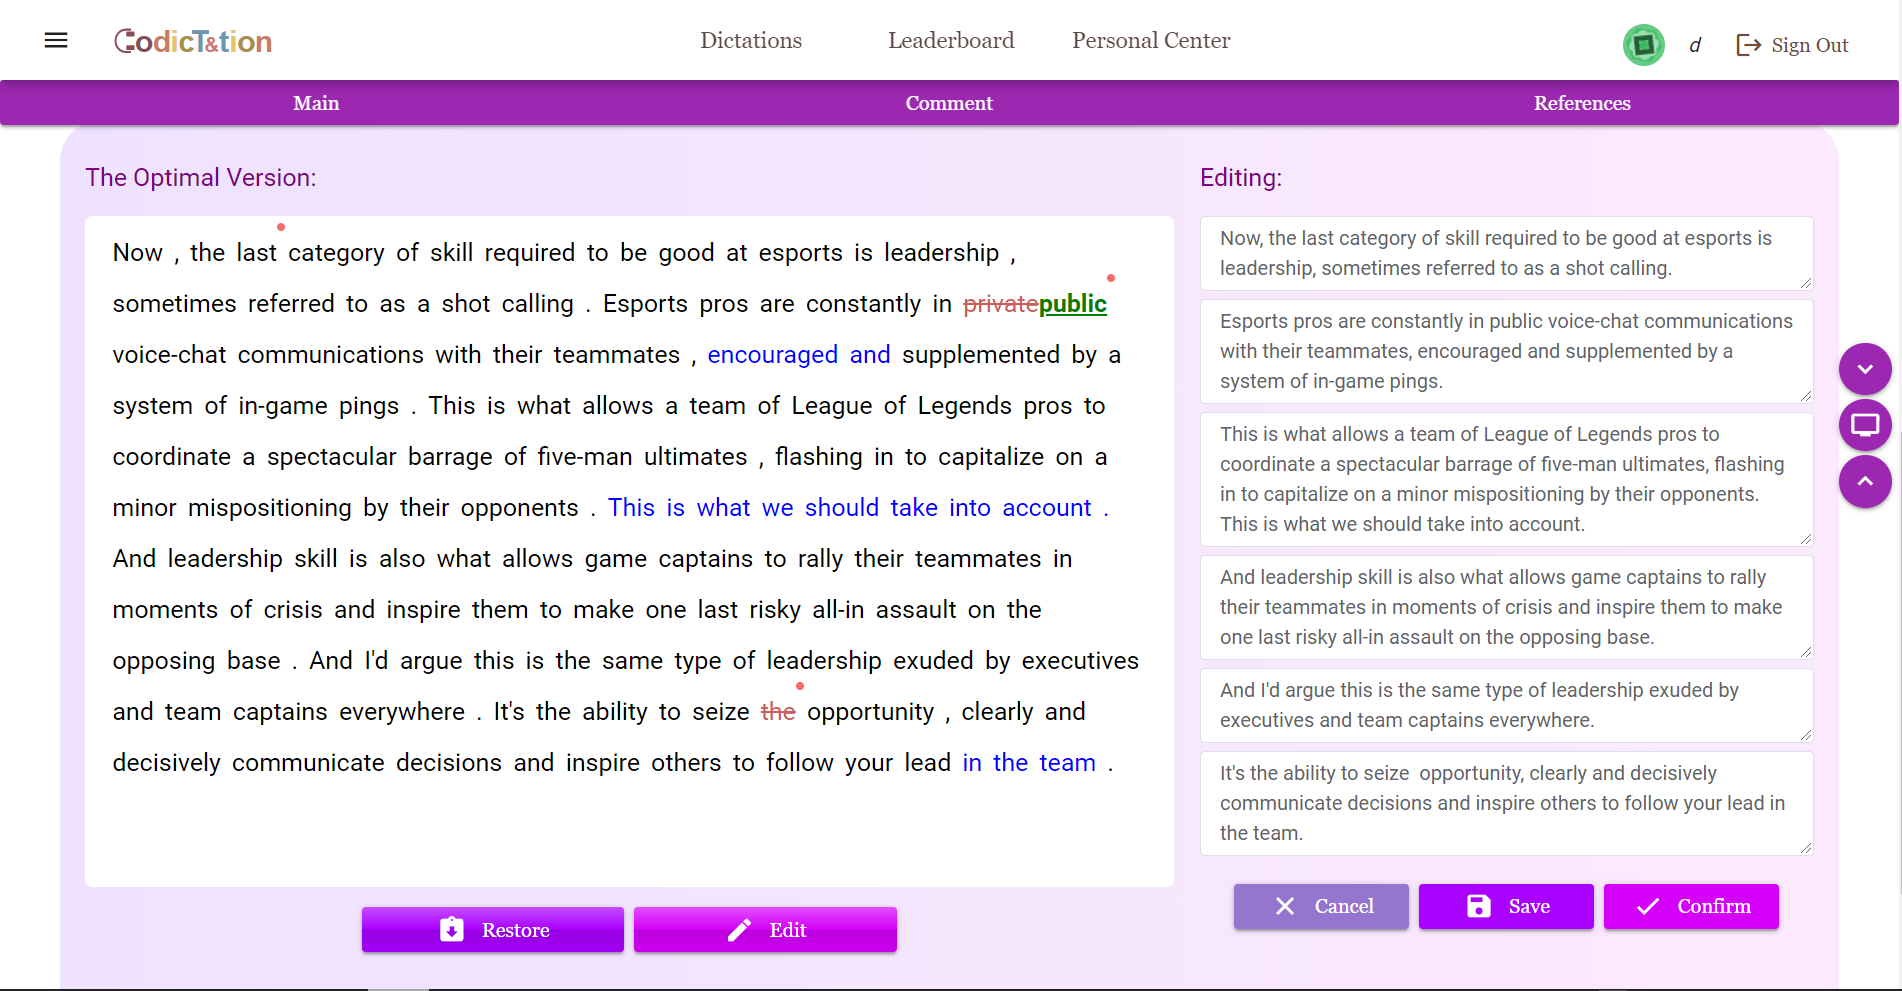 CodicT&tion
Dictations
Leaderboard
Personal Center
d
Sign Out
Main
Comment
References
The Optimal Version:
Now , the last category of skill required to be good at esports is leadership ,
sometimes referred to as a shot calling . Esports pros are constantly in privatepublic
voice-chat communications with their teammates , encouraged and supplemented by a
system of in-game pings . This is what allows a team of League of Legends pros to
coordinate a spectacular barrage of five-man ultimates , flashing in to capitalize on a
minor mispositioning by their opponents . This is what we should take into account .
And leadership skill is also what allows game captains to rally their teammates in
moments of crisis and inspire them to make one last risky all-in assault on the
opposing base . And I'd argue this is the same type of leadership exuded by executives
and team captains everywhere . It's the ability to seize the opportunity , clearly and
decisively communicate decisions and inspire others to follow your lead in the team .
Restore
Edit
Editing:
Now, the last category of skill required to be good at esports is
leadership, sometimes referred to as a shot calling.
Esports pros are constantly in public voice-chat communications
with their teammates, encouraged and supplemented by a
system of in-game pings.
This is what allows a team of League of Legends pros to
coordinate a spectacular barrage of five-man ultimates, flashing
in to capitalize on a minor mispositioning by their opponents.
This is what we should take into account.
And leadership skill is also what allows game captains to rally
their teammates in moments of crisis and inspire them to make
one last risky all-in assault on the opposing base.
And I'd argue this is the same type of leadership exuded by
executives and team captains everywhere.
It's the ability to seize  opportunity, clearly and decisively
communicate decisions and inspire others to follow your lead in
the team.
Cancel
Save
Confirm